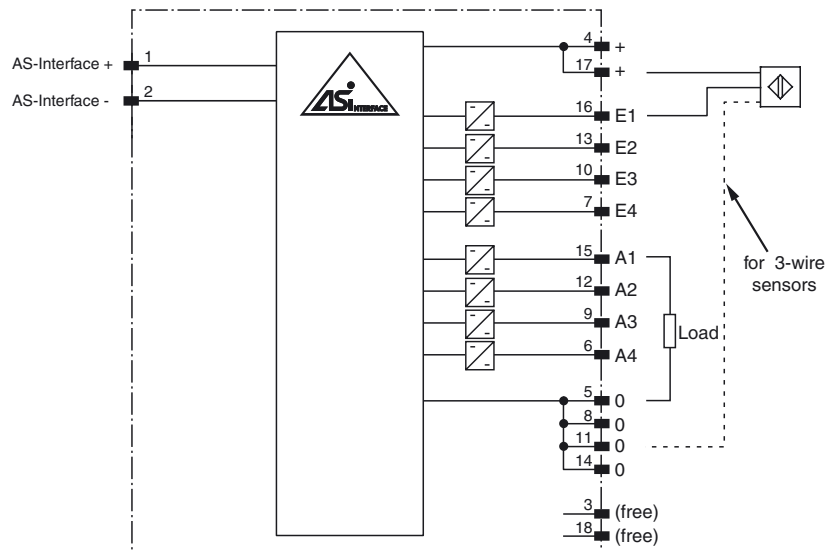 AS-Interface +
1
AS-Interface -
2
ASi INTERFACE
4
+
17
+
16
E1
13
E2
10
E3
7
E4
15
A1
12
A2
9
A3
6
A4
Load
for 3-wire
sensors
5
0
8
0
11
0
14
0
3
(free)
18
(free)